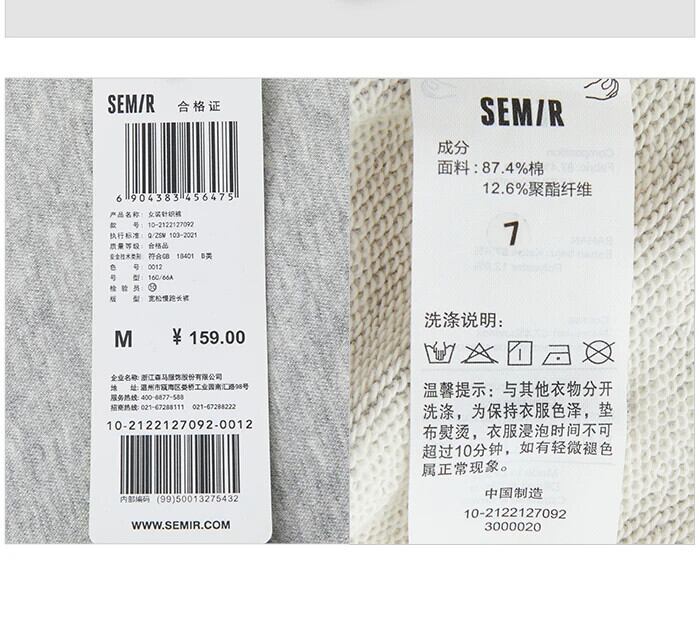 SEMIR 合格证
6 904383 456475
产品名称: 女装针织裤
款 号: 10-2122127092
执行标准: Q/ZSM 103-2021
质量等级: 合格品
安全技术类别: 符合GB 18401 B类
色 号: 0012
号 型: 160/66A
检 验 员:
版 型: 宽松慢跑长裤
M ¥ 159.00
企业名称: 浙江森马服饰股份有限公司
地址: 温州市瓯海区娄桥工业园南汇路98号
服务热线: 400-8877-588
招商热线: 021-67288111 021-67288222
10-2122127092-0012
内部编码 (99)50013275432
WWW.SEMIR.COM
SEMIR
成分
面料: 87.4%棉
12.6%聚酯纤维
7
洗涤说明:
温馨提示: 与其他衣物分开
洗涤, 为保持衣服色泽, 垫
布熨烫, 衣服浸泡时间不可
超过10分钟, 如有轻微褪色
属正常现象。
中国制造
10-2122127092
3000020